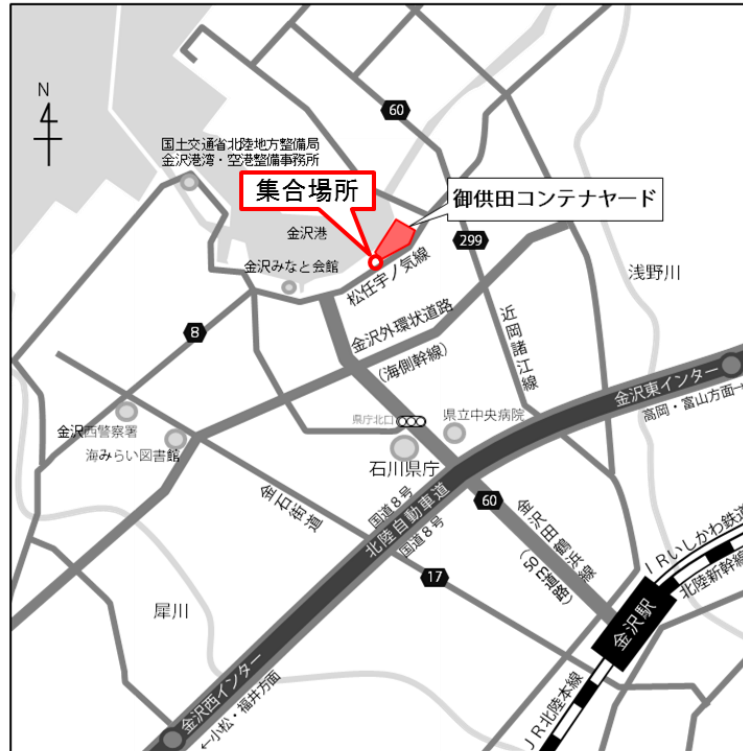 N
60
国土交通省北陸地方整備局
金沢港湾・空港整備事務所
集合場所
御供田コンテナヤード
金沢港
299
浅野川
金沢みなと会館
松任宇ノ気線
8
金沢外環状道路
(海側幹線)
近岡諸江線
金沢東インター
高岡・富山方面→
県庁北口
県立中央病院
金沢西警察署
海みらい図書館
石川県庁
金石街道
国道8号
北陸自動車道
国道8号
60
金沢田鶴浜線
(50m道路)
17
IRいしかわ鉄道
北陸新幹線
犀川
金沢駅
金沢西インター
←小松・福井方面
JR北陸本線